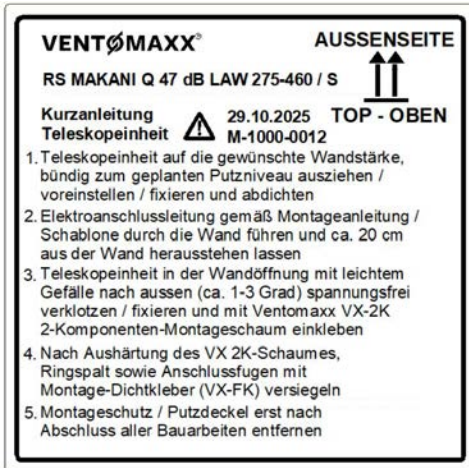 VENTØMAXX® AUSSENSEITE
RS MAKANI Q 47 dB LAW 275-460 / S
Kurzanleitung 29.10.2025 TOP - OBEN
Teleskopeinheit M-1000-0012
1. Teleskopeinheit auf die gewünschte Wandstärke,
bündig zum geplanten Putzniveau ausziehen /
voreinstellen / fixieren und abdichten
2. Elektroanschlussleitung gemäß Montageanleitung /
Schablone durch die Wand führen und ca. 20 cm
aus der Wand herausstehen lassen
3. Teleskopeinheit in der Wandöffnung mit leichtem
Gefälle nach aussen (ca. 1-3 Grad) spannungsfrei
verklotzen / fixieren und mit Ventomaxx VX-2K
2-Komponenten-Montageschaum einkleben
4. Nach Aushärtung des VX 2K-Schaumes,
Ringspalt sowie Anschlussfugen mit
Montage-Dichtkleber (VX-FK) versiegeln
5. Montageschutz / Putzdeckel erst nach
Abschluss aller Bauarbeiten entfernen